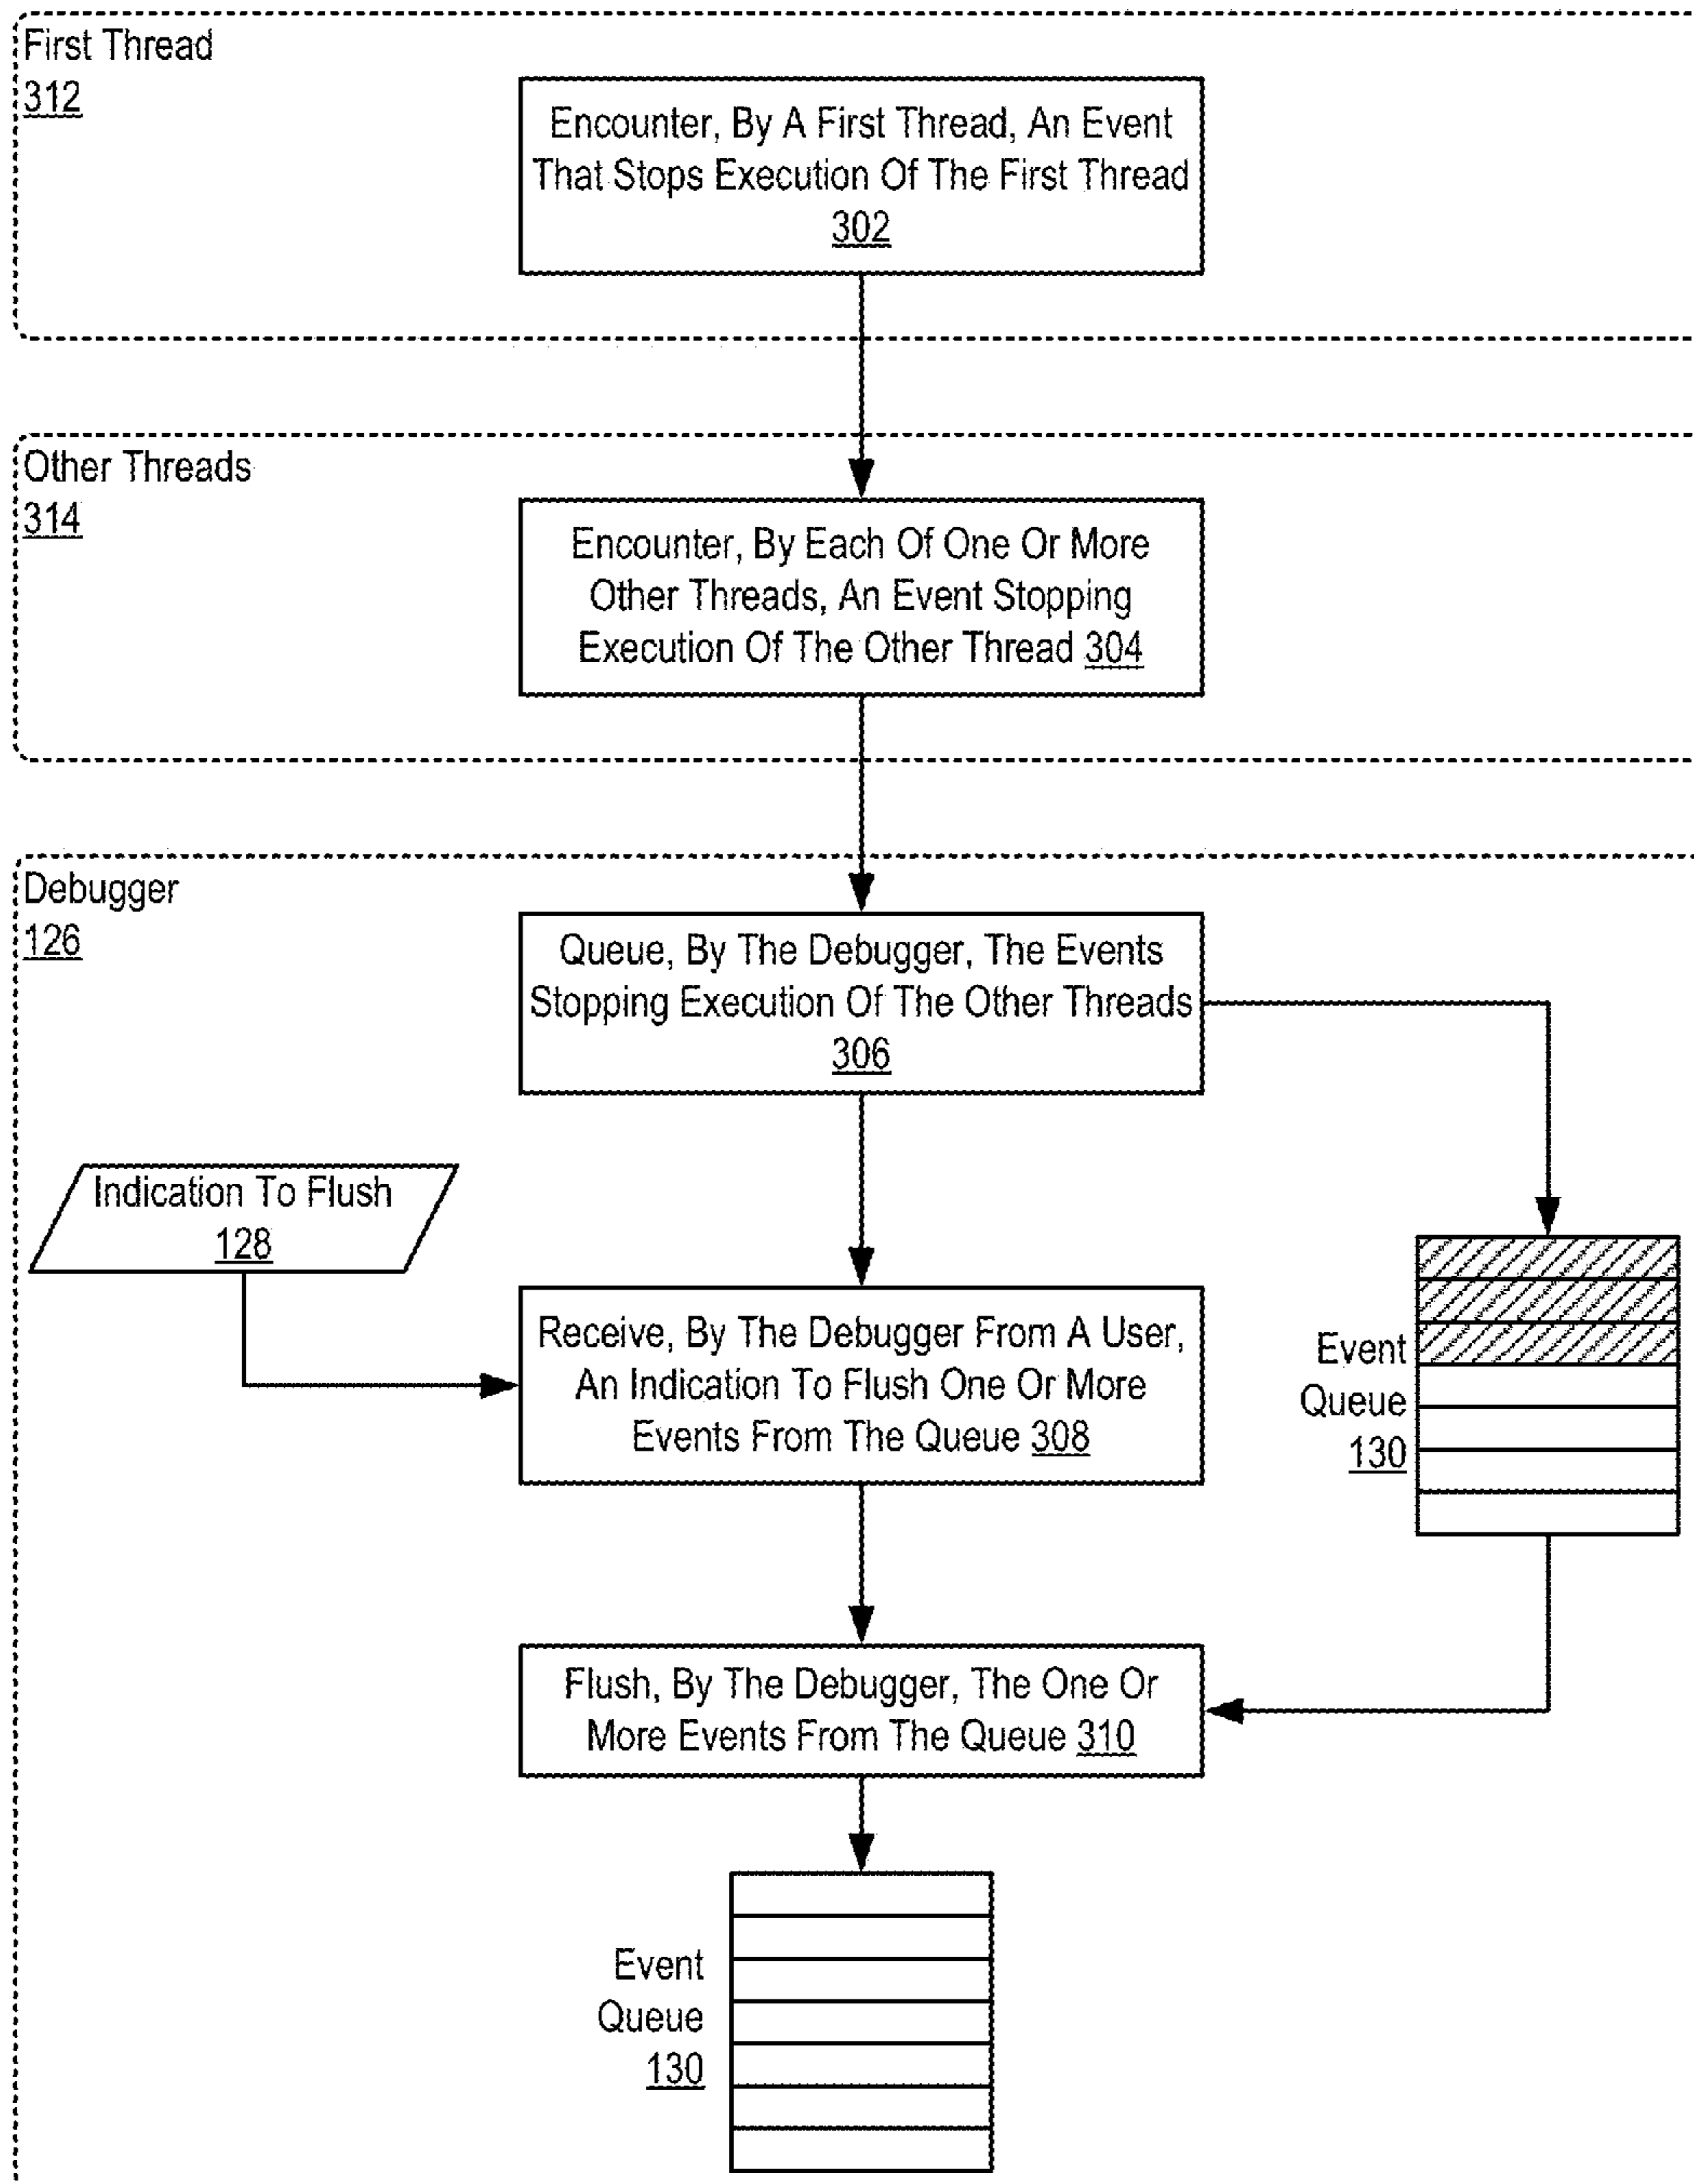 First Thread
312
Encounter, By A First Thread, An Event
That Stops Execution Of The First Thread
302
Other Threads
314
Encounter, By Each Of One Or More
Other Threads, An Event Stopping
Execution Of The Other Thread 304
Debugger
126
Queue, By The Debugger, The Events
Stopping Execution Of The Other Threads
306
Indication To Flush
128
Receive, By The Debugger From A User,
An Indication To Flush One Or More
Events From The Queue 308
Event
Queue
130
Flush, By The Debugger, The One Or
More Events From The Queue 310
Event
Queue
130